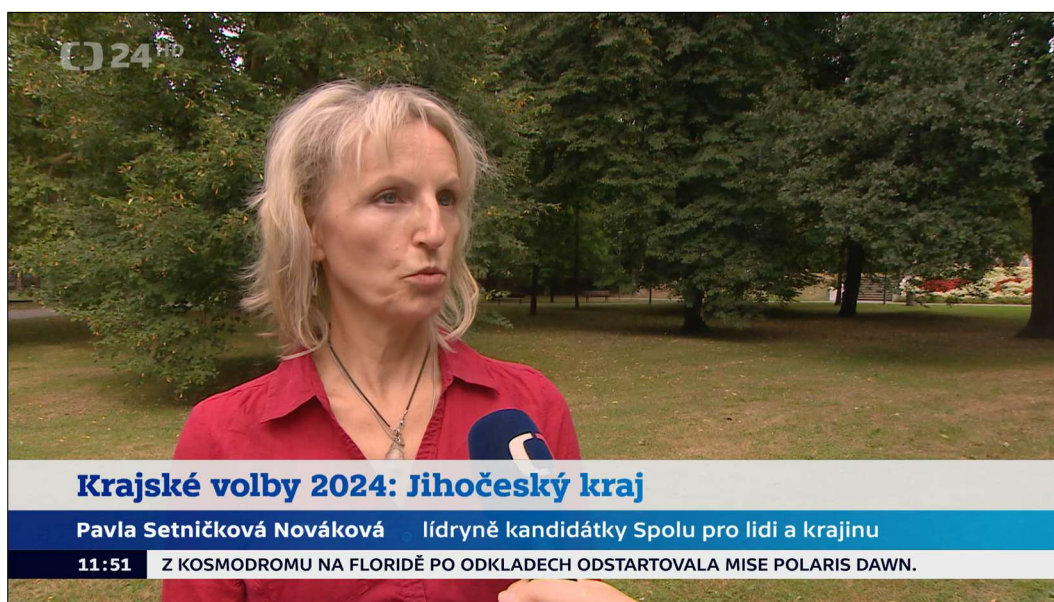 24 HD
Krajské volby 2024: Jihočeský kraj
Pavla Setničková Nováková lídryně kandidátky Spolu pro lidi a krajinu
11:51 Z KOSMODROMU NA FLORIDĚ PO ODKLADECH ODSTARTOVALA MISE POLARIS DAWN.